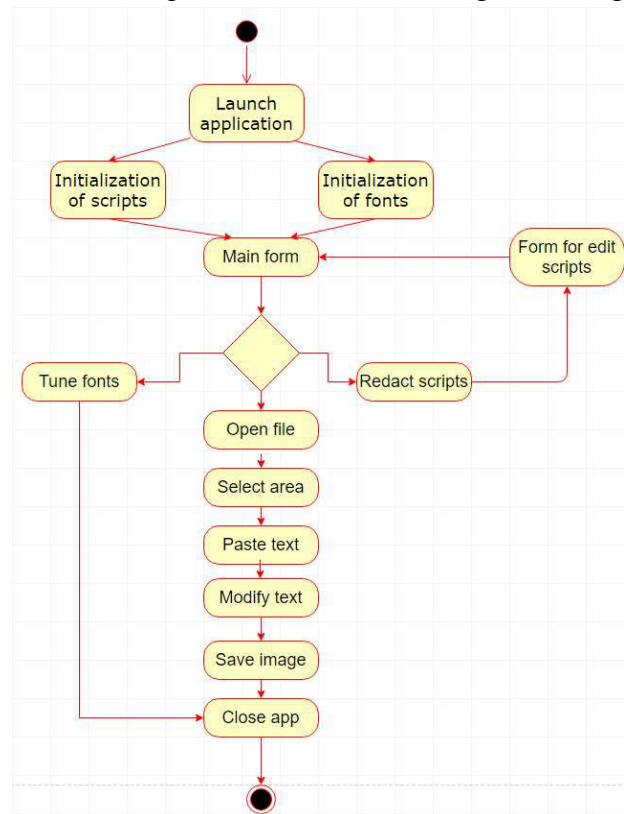 Launch
application
Initialization
of scripts
Initialization
of fonts
Main form
Form for edit
scripts
Tune fonts
Redact scripts
Open file
Select area
Paste text
Modify text
Save image
Close app